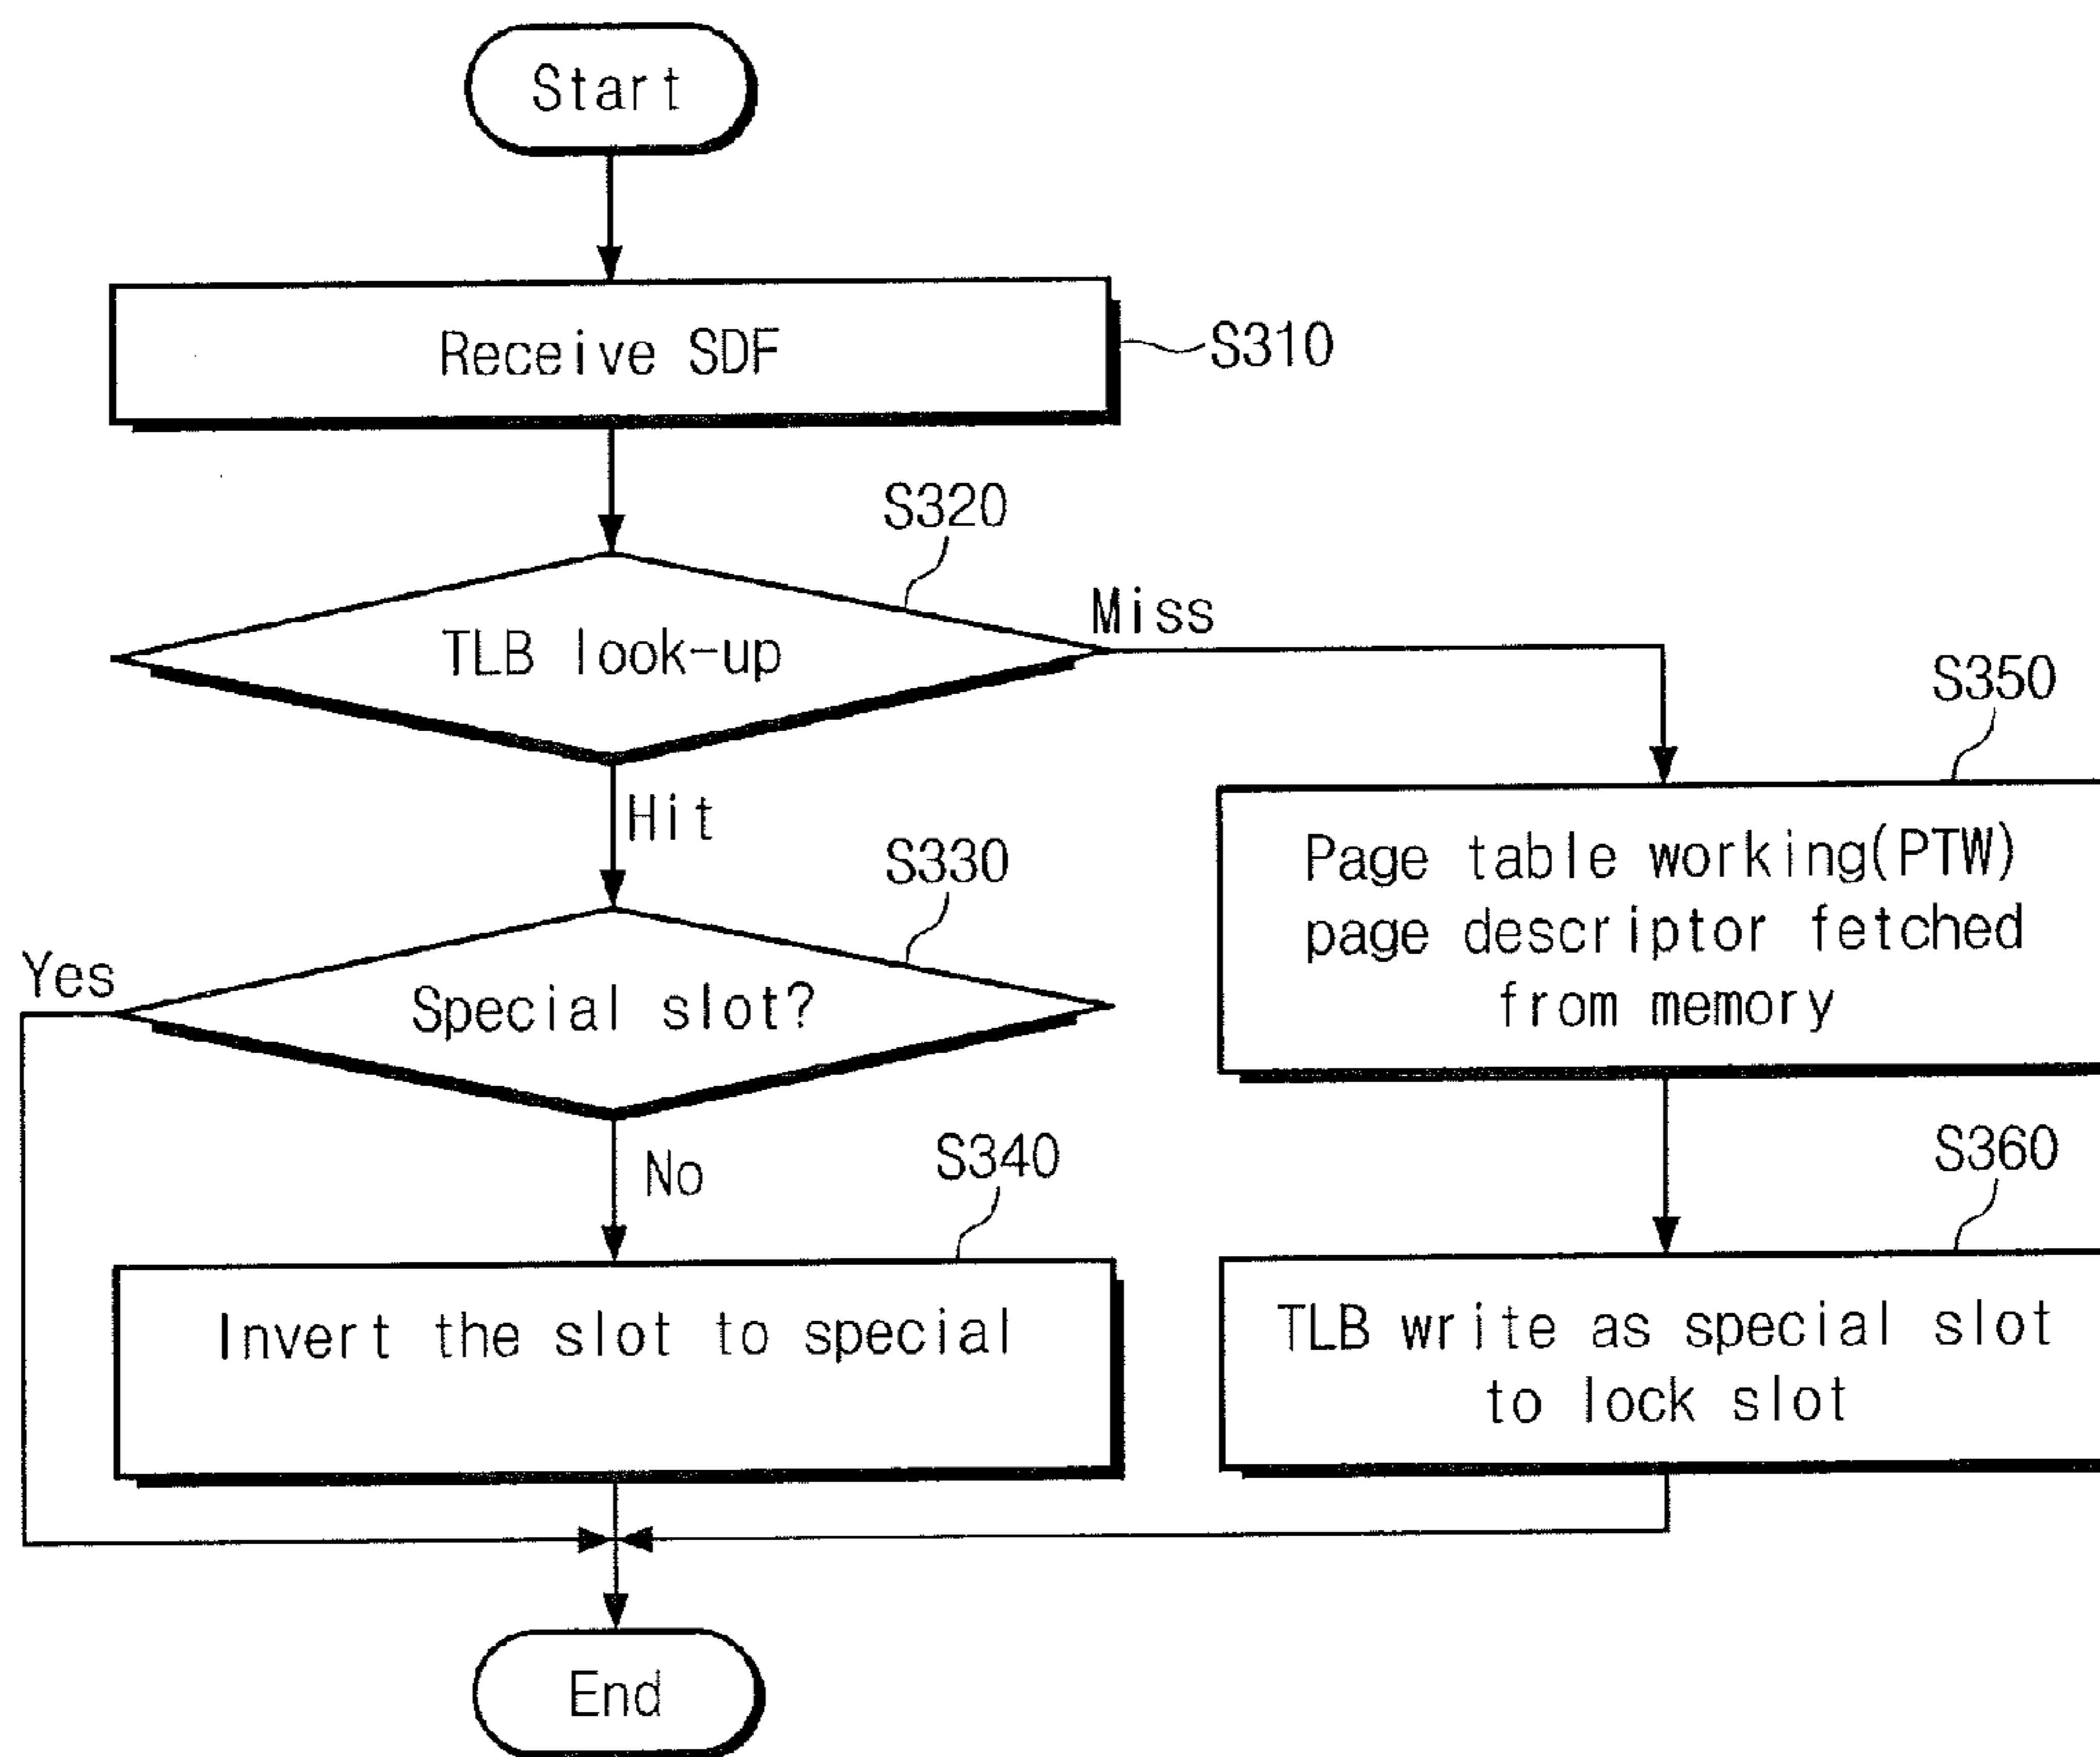 Start
Receive SDF
S310
S320
TLB look-up
Miss
Hit
S330
Yes
Special slot?
No
S340
Invert the slot to special
S350
Page table working(PTW)
page descriptor fetched
from memory
S360
TLB write as special slot
to lock slot
End